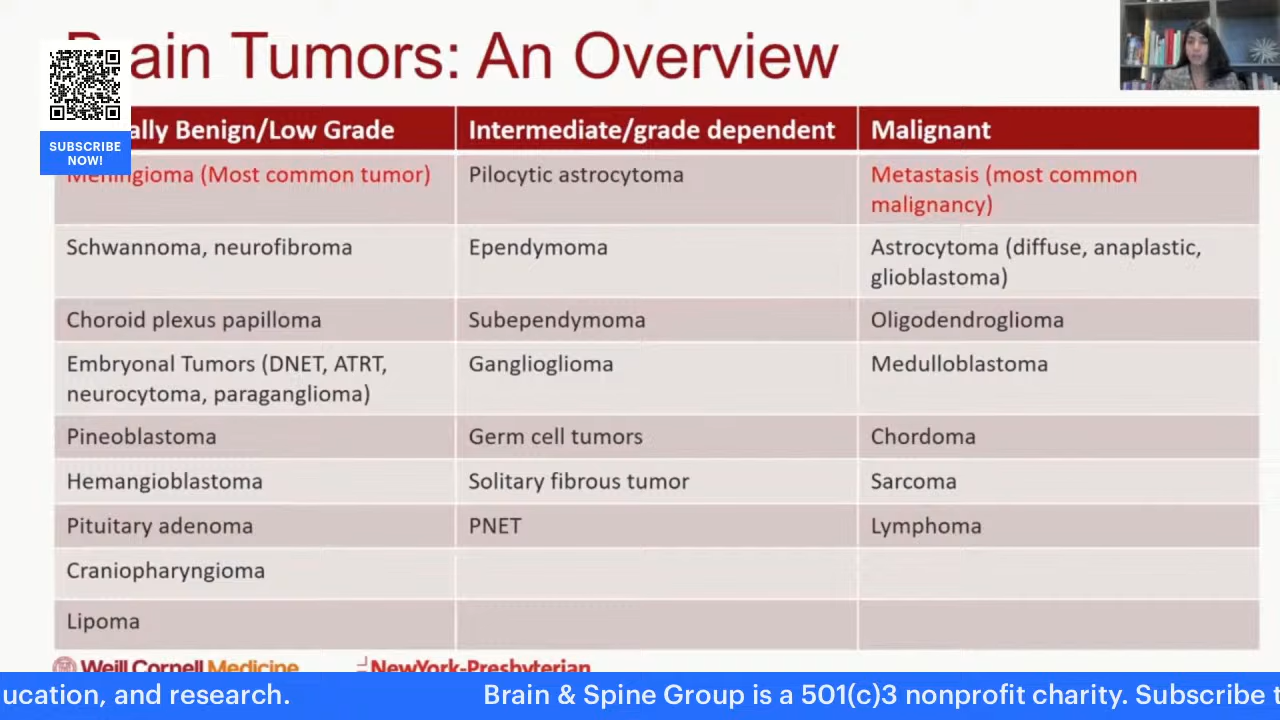 Brain Tumors: An Overview
SUBSCRIBE
NOW!
ally Benign/Low Grade
Intermediate/grade dependent
Malignant
Meningioma (Most common tumor)
Pilocytic astrocytoma
Metastasis (most common
malignancy)
Schwannoma, neurofibroma
Ependymoma
Astrocytoma (diffuse, anaplastic,
glioblastoma)
Choroid plexus papilloma
Subependymoma
Oligodendroglioma
Embryonal Tumors (DNET, ATRT,
neurocytoma, paraganglioma)
Ganglioglioma
Medulloblastoma
Pineoblastoma
Germ cell tumors
Chordoma
Hemangioblastoma
Solitary fibrous tumor
Sarcoma
Pituitary adenoma
PNET
Lymphoma
Craniopharyngioma
Lipoma
Weill Cornell Medicine
NewYork-Presbyterian
ucation, and research.
Brain & Spine Group is a 501(c)3 nonprofit charity. Subscribe t